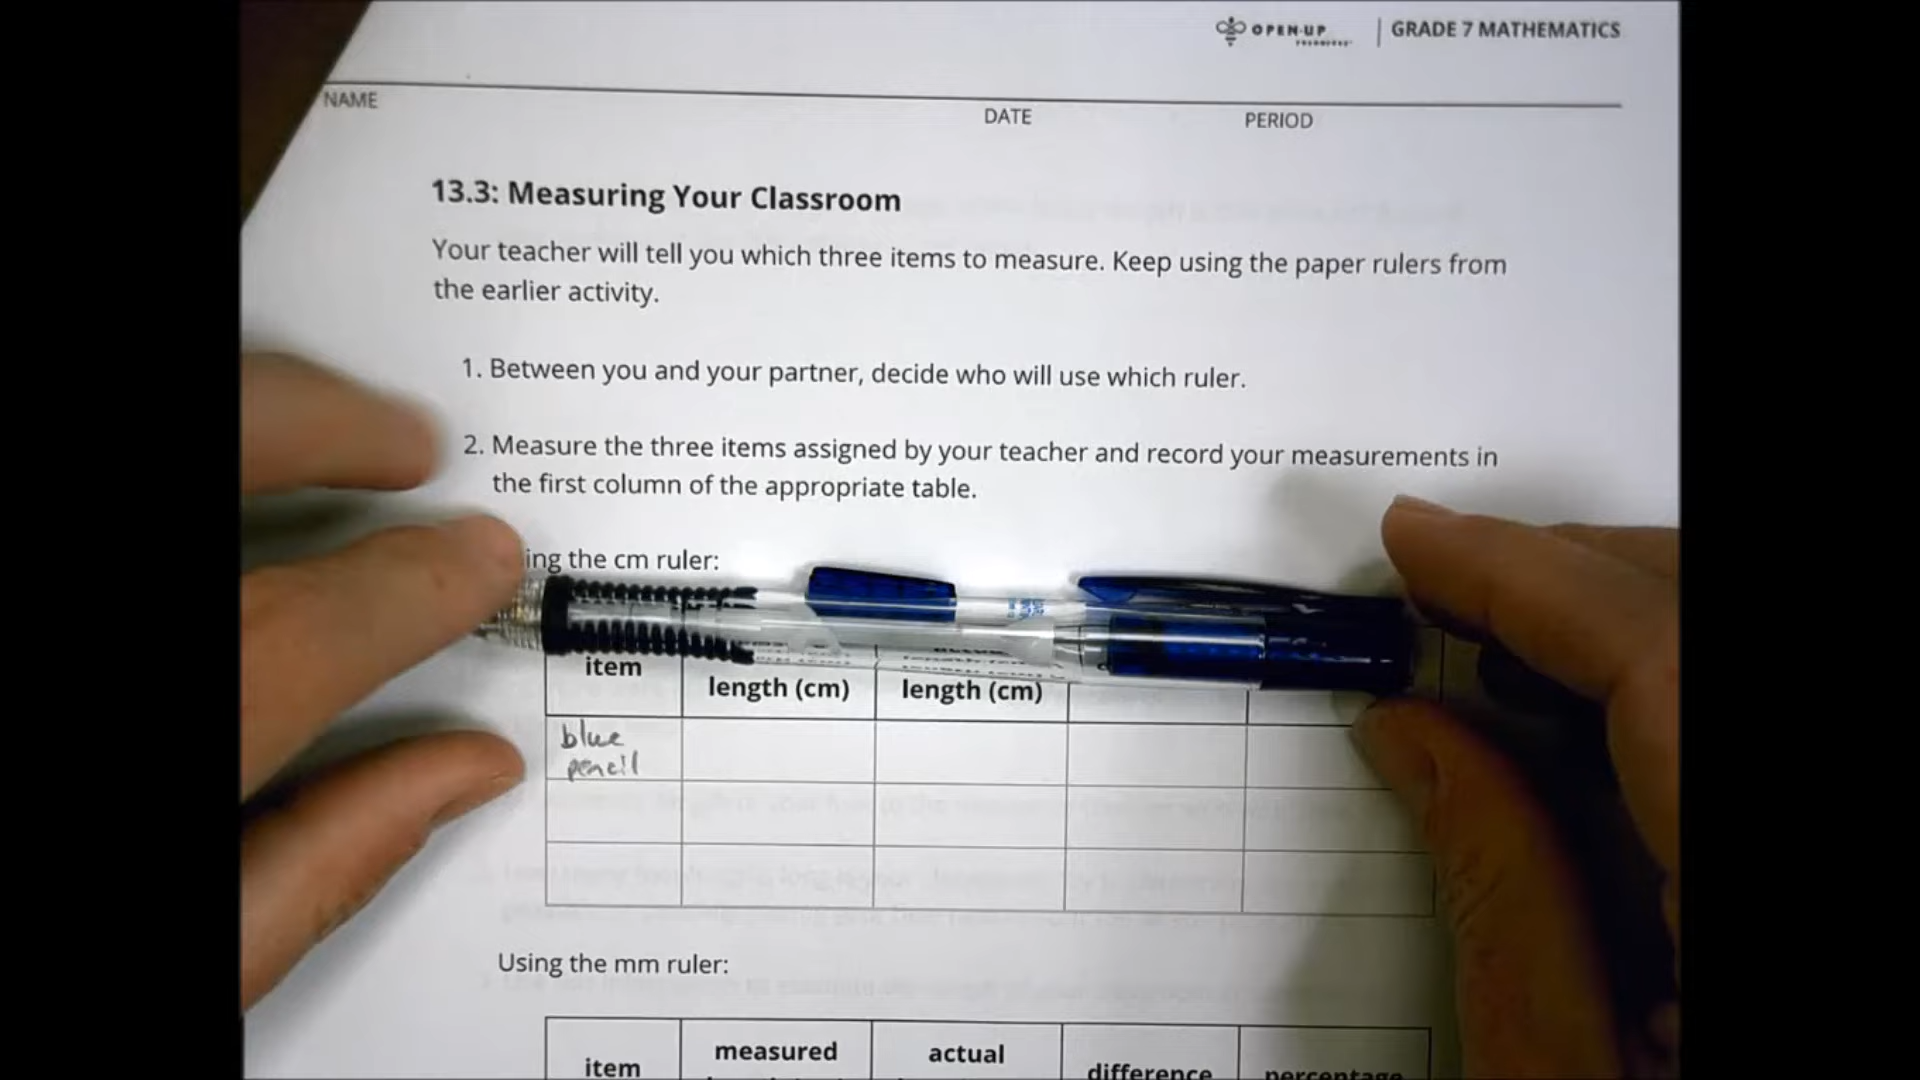 OPEN-UP
GRADE 7 MATHEMATICS
NAME
DATE
PERIOD
13.3: Measuring Your Classroom
Your teacher will tell you which three items to measure. Keep using the paper rulers from
the earlier activity.
1. Between you and your partner, decide who will use which ruler.
2. Measure the three items assigned by your teacher and record your measurements in
the first column of the appropriate table.
ing the cm ruler:
item
length (cm)
length (cm)
blue
pencil
Using the mm ruler:
item
measured
actual
difference
percentage